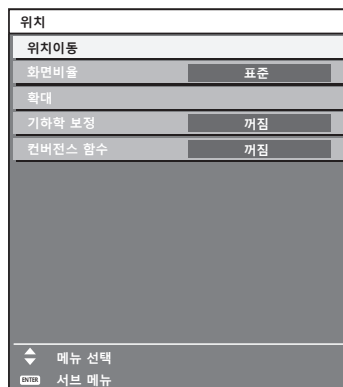 위치
위치이동
화면비율 표준
확대
기하학 보정 꺼짐
컨버전스 함수 꺼짐
메뉴 선택
ENTER 서브 메뉴